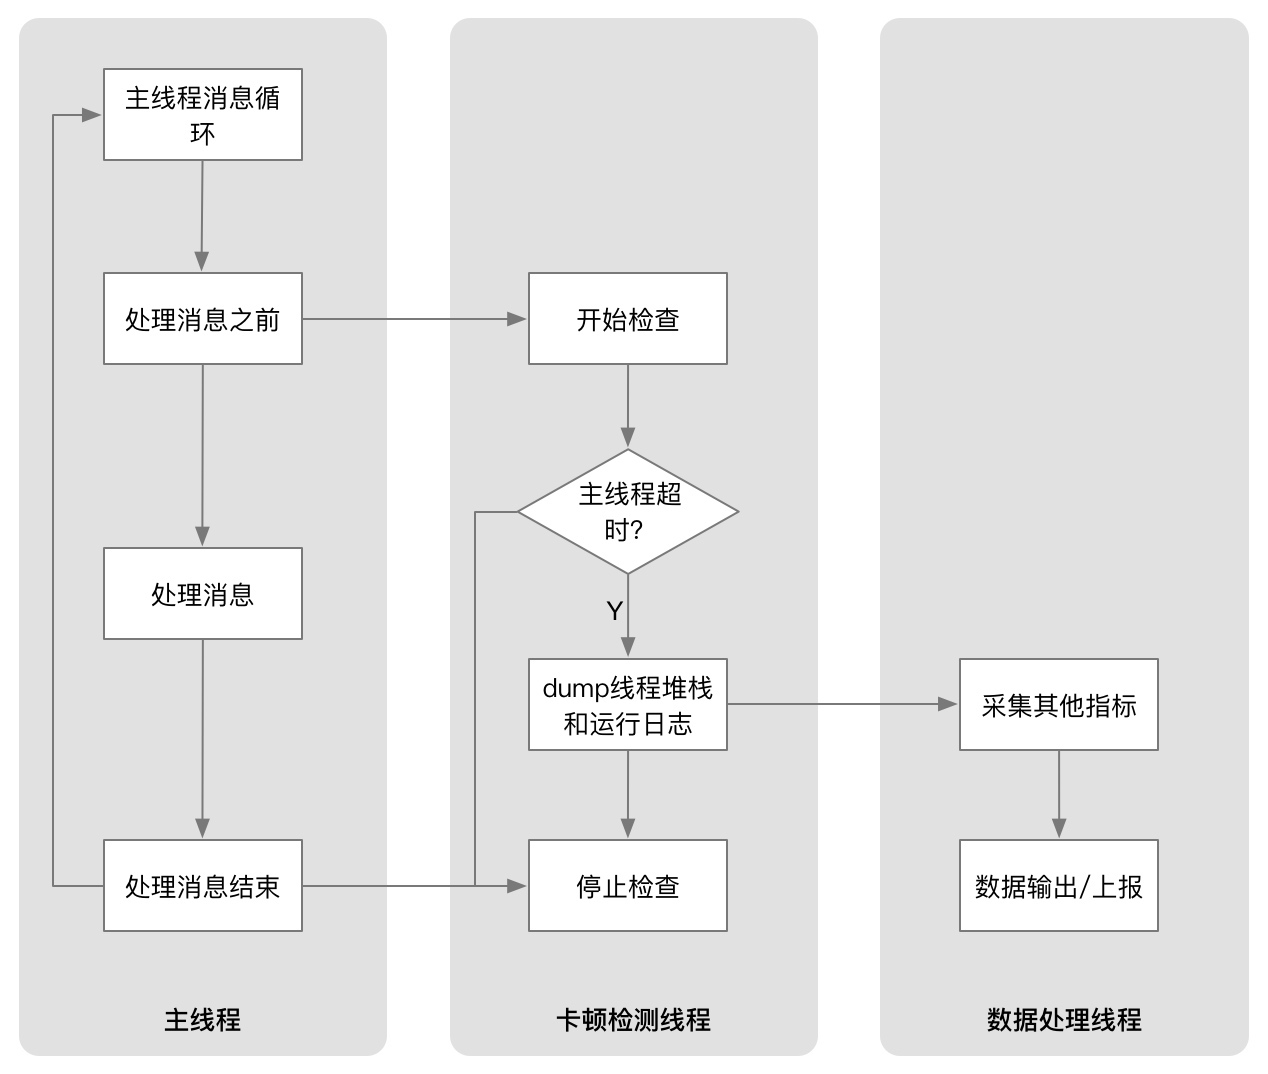 主线程消息循
环
处理消息之前
处理消息
处理消息结束
主线程
开始检查
主线程超
时?
Y
dump线程堆栈
和运行日志
停止检查
卡顿检测线程
采集其他指标
数据输出/上报
数据处理线程